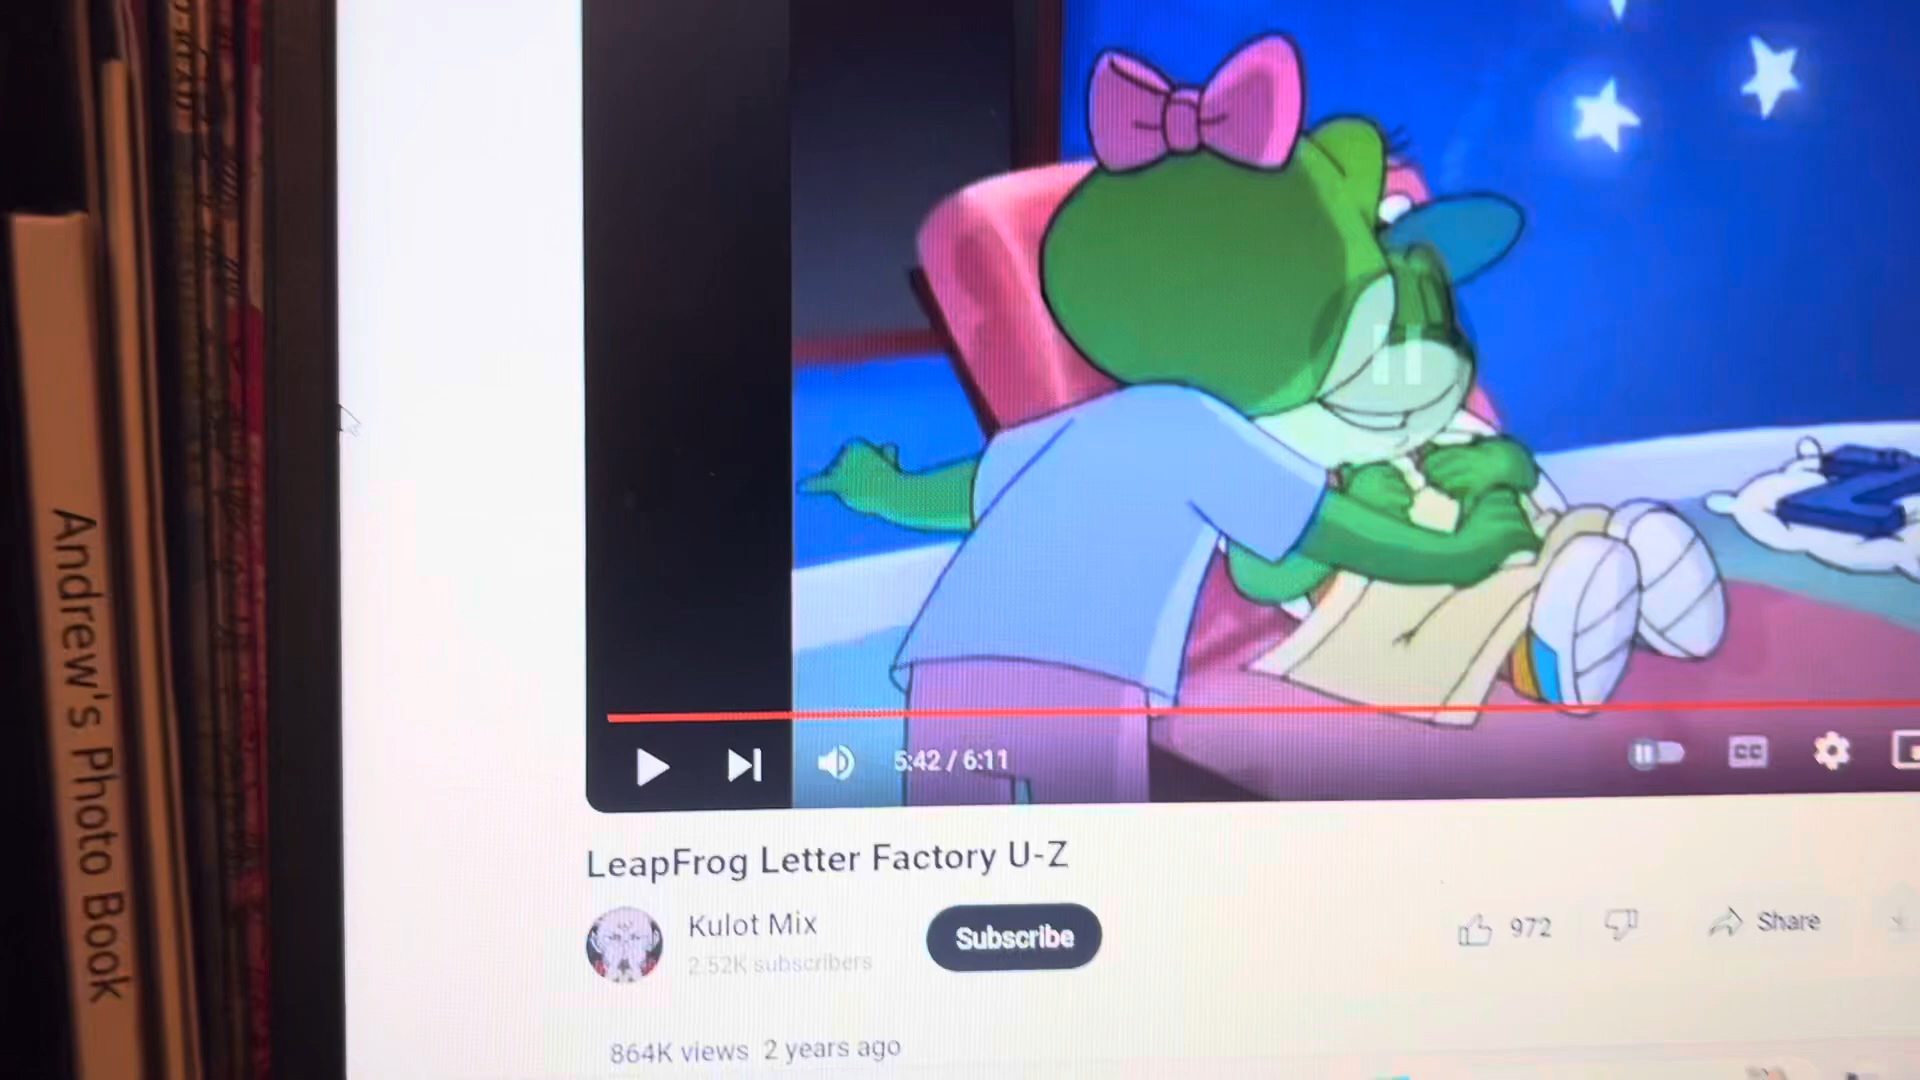 Andrew's Photo Book
5:42 / 6:11
CC
LeapFrog Letter Factory U-Z
Kulot Mix
2.52K subscribers
Subscribe
972
Share
864K views 2 years ago